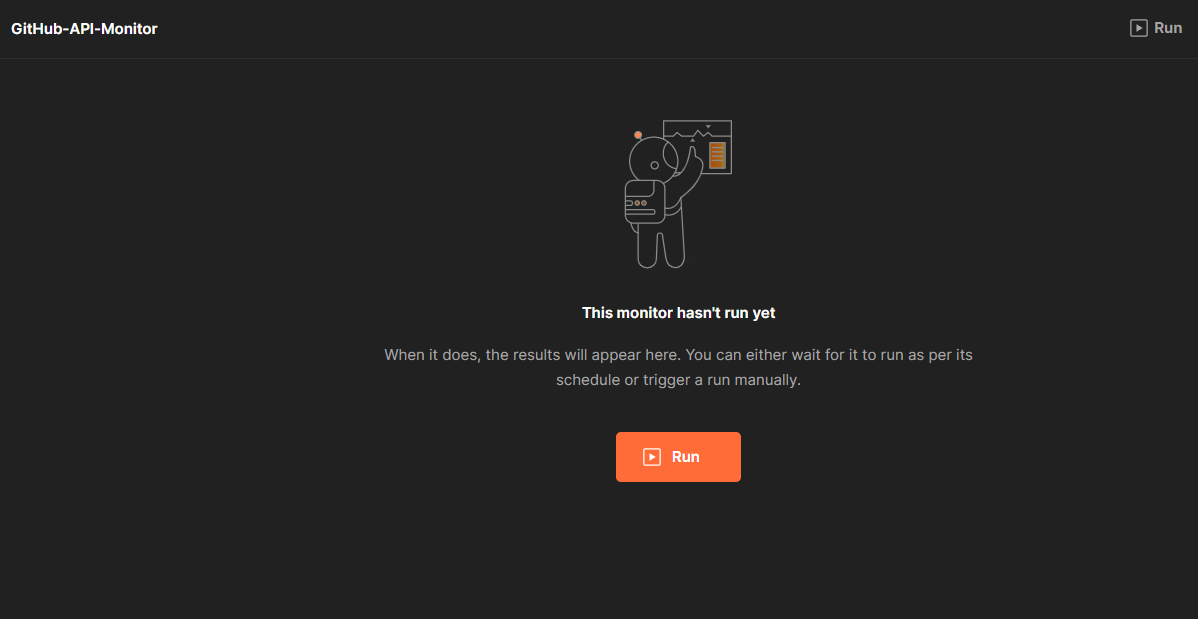 GitHub-API-Monitor
Run
This monitor hasn't run yet
When it does, the results will appear here. You can either wait for it to run as per its
schedule or trigger a run manually.
Run